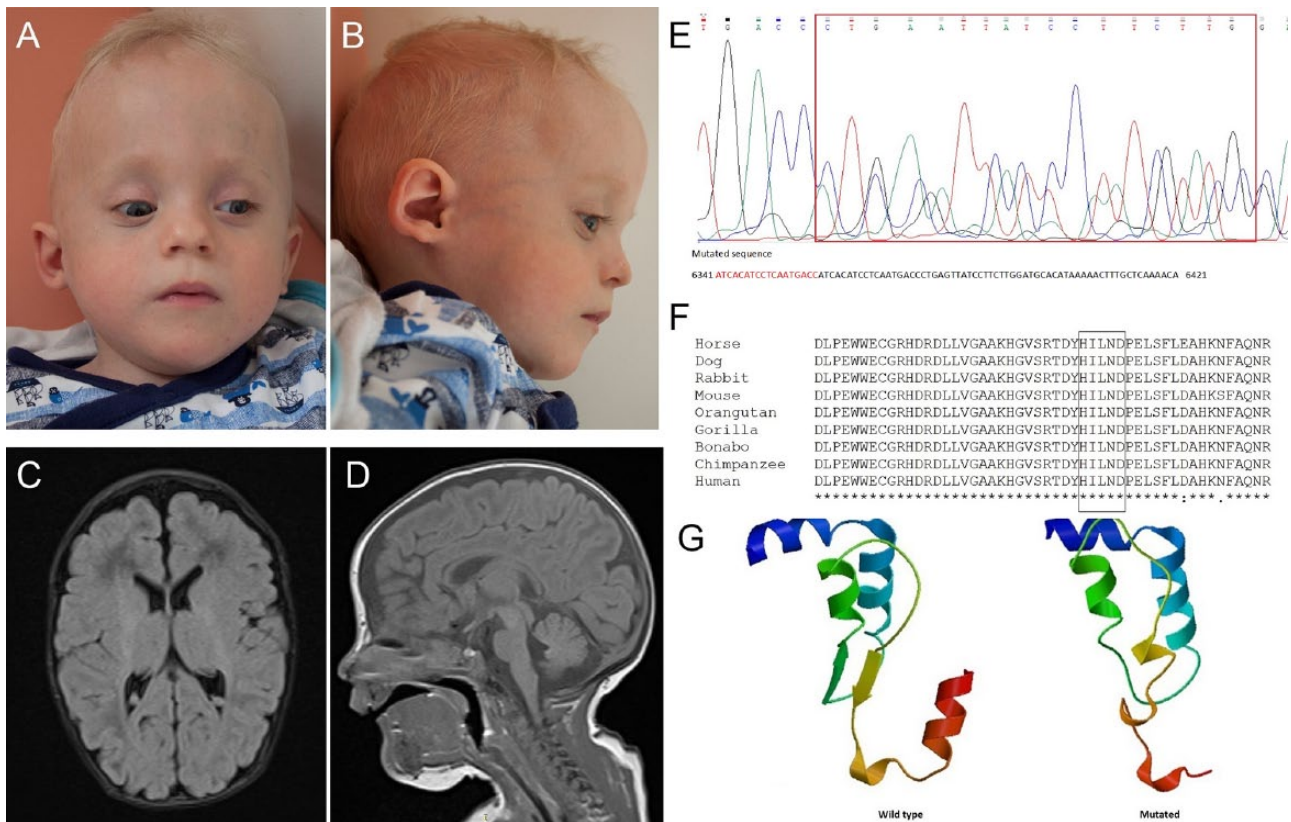 A
B
E
T G A C C C T G A A T T A T C C T T C T T G G
Mutated sequence
6341 ATCACATCCTCAATGACCATCACATCCTCAATGACCCTGAGTTATCCTTCTTGGATGCACATAAAAACTTTGCTCAAAACA 6421
F
Horse DLPEWWECGRHDRDLLVGAAKHGVSRTDYHILNDPELSFLEAHKNFAQNR
Dog DLPEWWECGRHDRDLLVGAAKHGVSRTDYHILNDPELSFLDAHKNFAQNR
Rabbit DLPEWWECGRHDRDLLVGAAKHGVSRTDYHILNDPELSFLDAHKNFAQNR
Mouse DLPEWWECGRHDRDLLVGAAKHGVSRTDYHILNDPELSFLDAHKSFAQNR
Orangutan DLPEWWECGRHDRDLLVGAAKHGVSRTDYHILNDPELSFLDAHKNFAQNR
Gorilla DLPEWWECGRHDRDLLVGAAKHGVSRTDYHILNDPELSFLDAHKNFAQNR
Bonabo DLPEWWECGRHDRDLLVGAAKHGVSRTDYHILNDPELSFLDAHKNFAQNR
Chimpanzee DLPEWWECGRHDRDLLVGAAKHGVSRTDYHILNDPELSFLDAHKNFAQNR
Human DLPEWWECGRHDRDLLVGAAKHGVSRTDYHILNDPELSFLDAHKNFAQNR
****************************************:***.*****
C
D
G
Wild type
Mutated